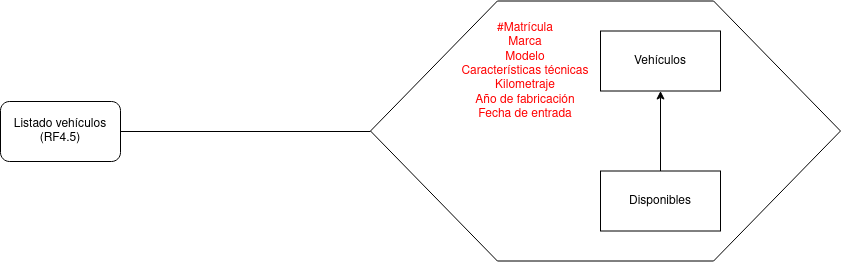 Listado vehículos
(RF4.5)
#Matrícula
Marca
Modelo
Características técnicas
Kilometraje
Año de fabricación
Fecha de entrada
Vehículos
Disponibles